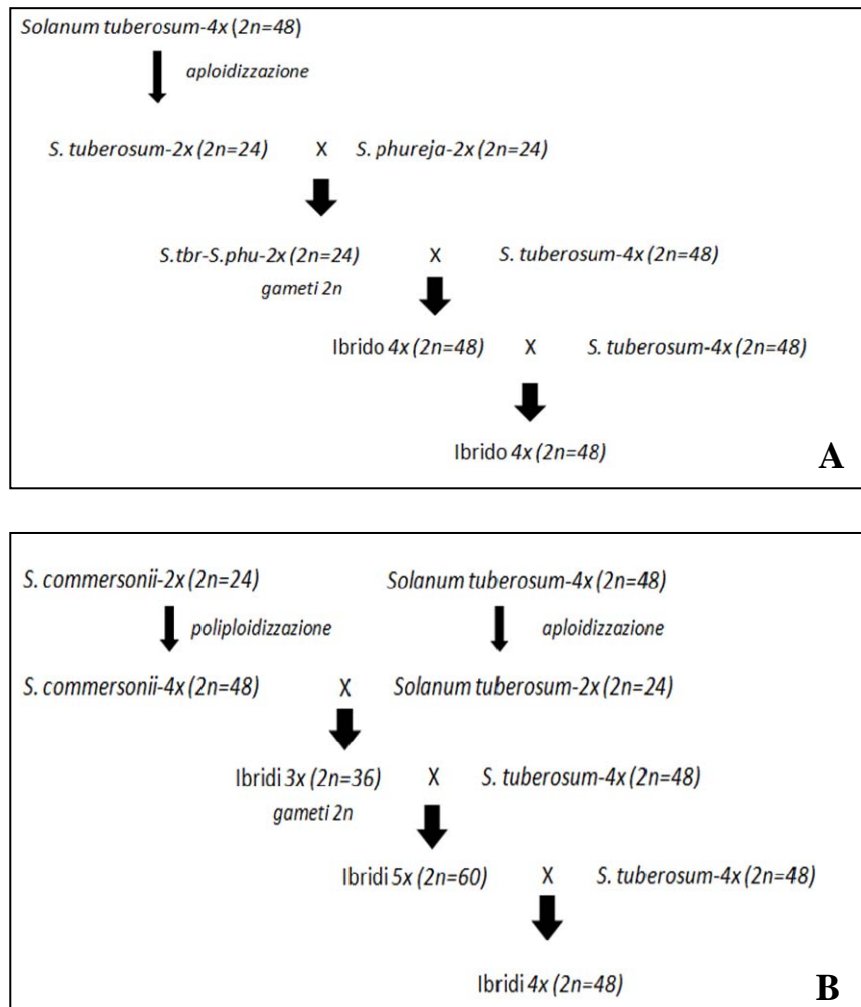 Solanum tuberosum-4x (2n=48)
aploidizzazione
S. tuberosum-2x (2n=24) X S. phureja-2x (2n=24)
S.tbr-S.phu-2x (2n=24) X S. tuberosum-4x (2n=48)
gameti 2n
Ibrido 4x (2n=48) X S. tuberosum-4x (2n=48)
Ibrido 4x (2n=48)
A
S. commersonii-2x (2n=24) Solanum tuberosum-4x (2n=48)
poliploidizzazione aploidizzazione
S. commersonii-4x (2n=48) X Solanum tuberosum-2x (2n=24)
Ibridi 3x (2n=36) X S. tuberosum-4x (2n=48)
gameti 2n
Ibridi 5x (2n=60) X S. tuberosum-4x (2n=48)
Ibridi 4x (2n=48)
B